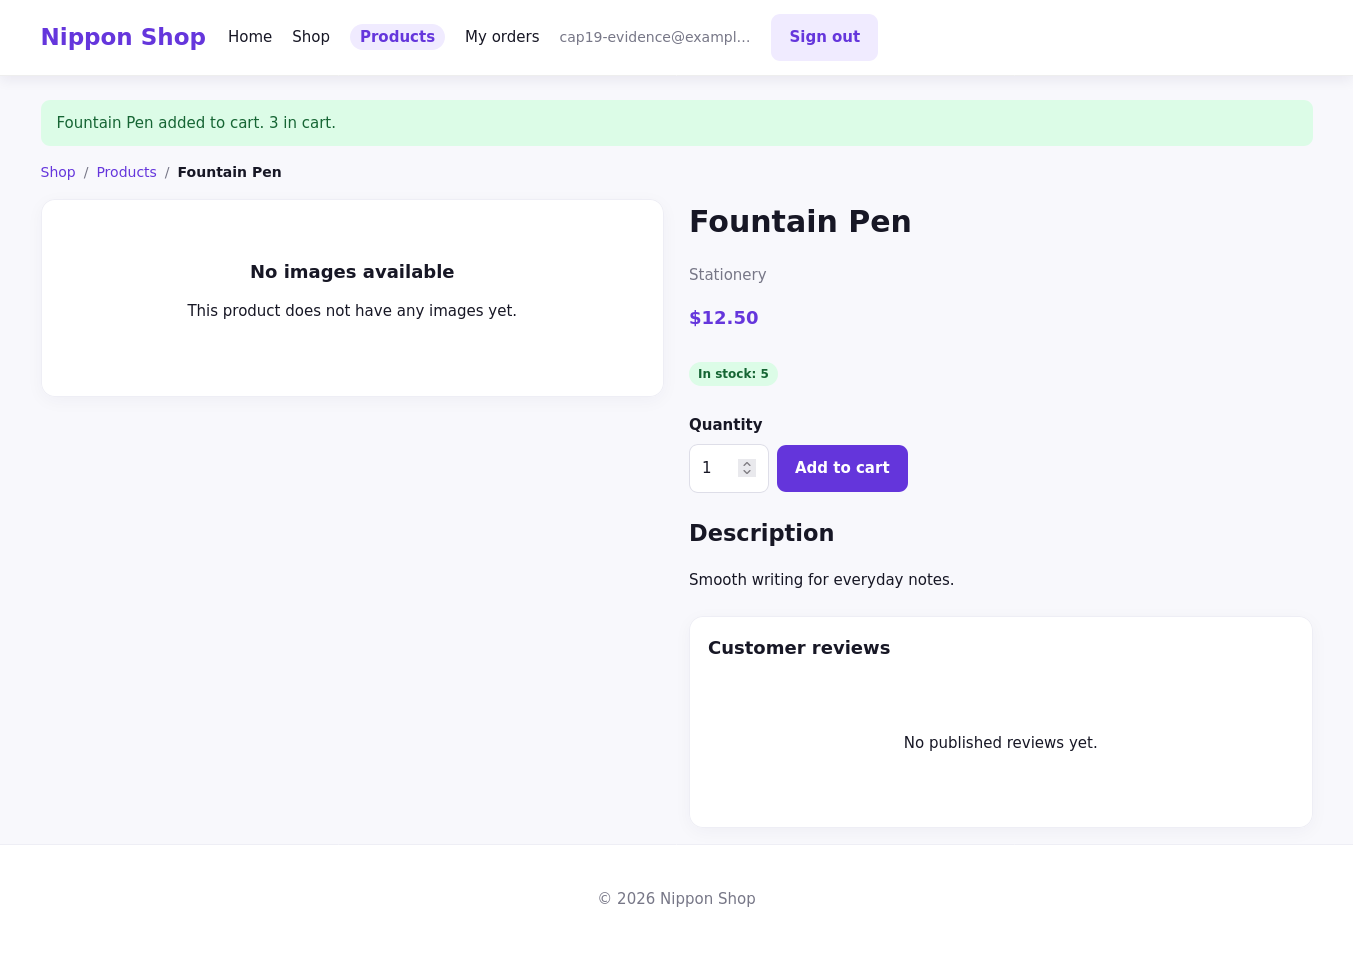 Nippon Shop
Home
Shop
Products
My orders
cap19-evidence@exampl...
Sign out
Fountain Pen added to cart. 3 in cart.
Shop / Products / Fountain Pen
No images available
This product does not have any images yet.
Fountain Pen
Stationery
$12.50
In stock: 5
Quantity
1
Add to cart
Description
Smooth writing for everyday notes.
Customer reviews
No published reviews yet.
© 2026 Nippon Shop